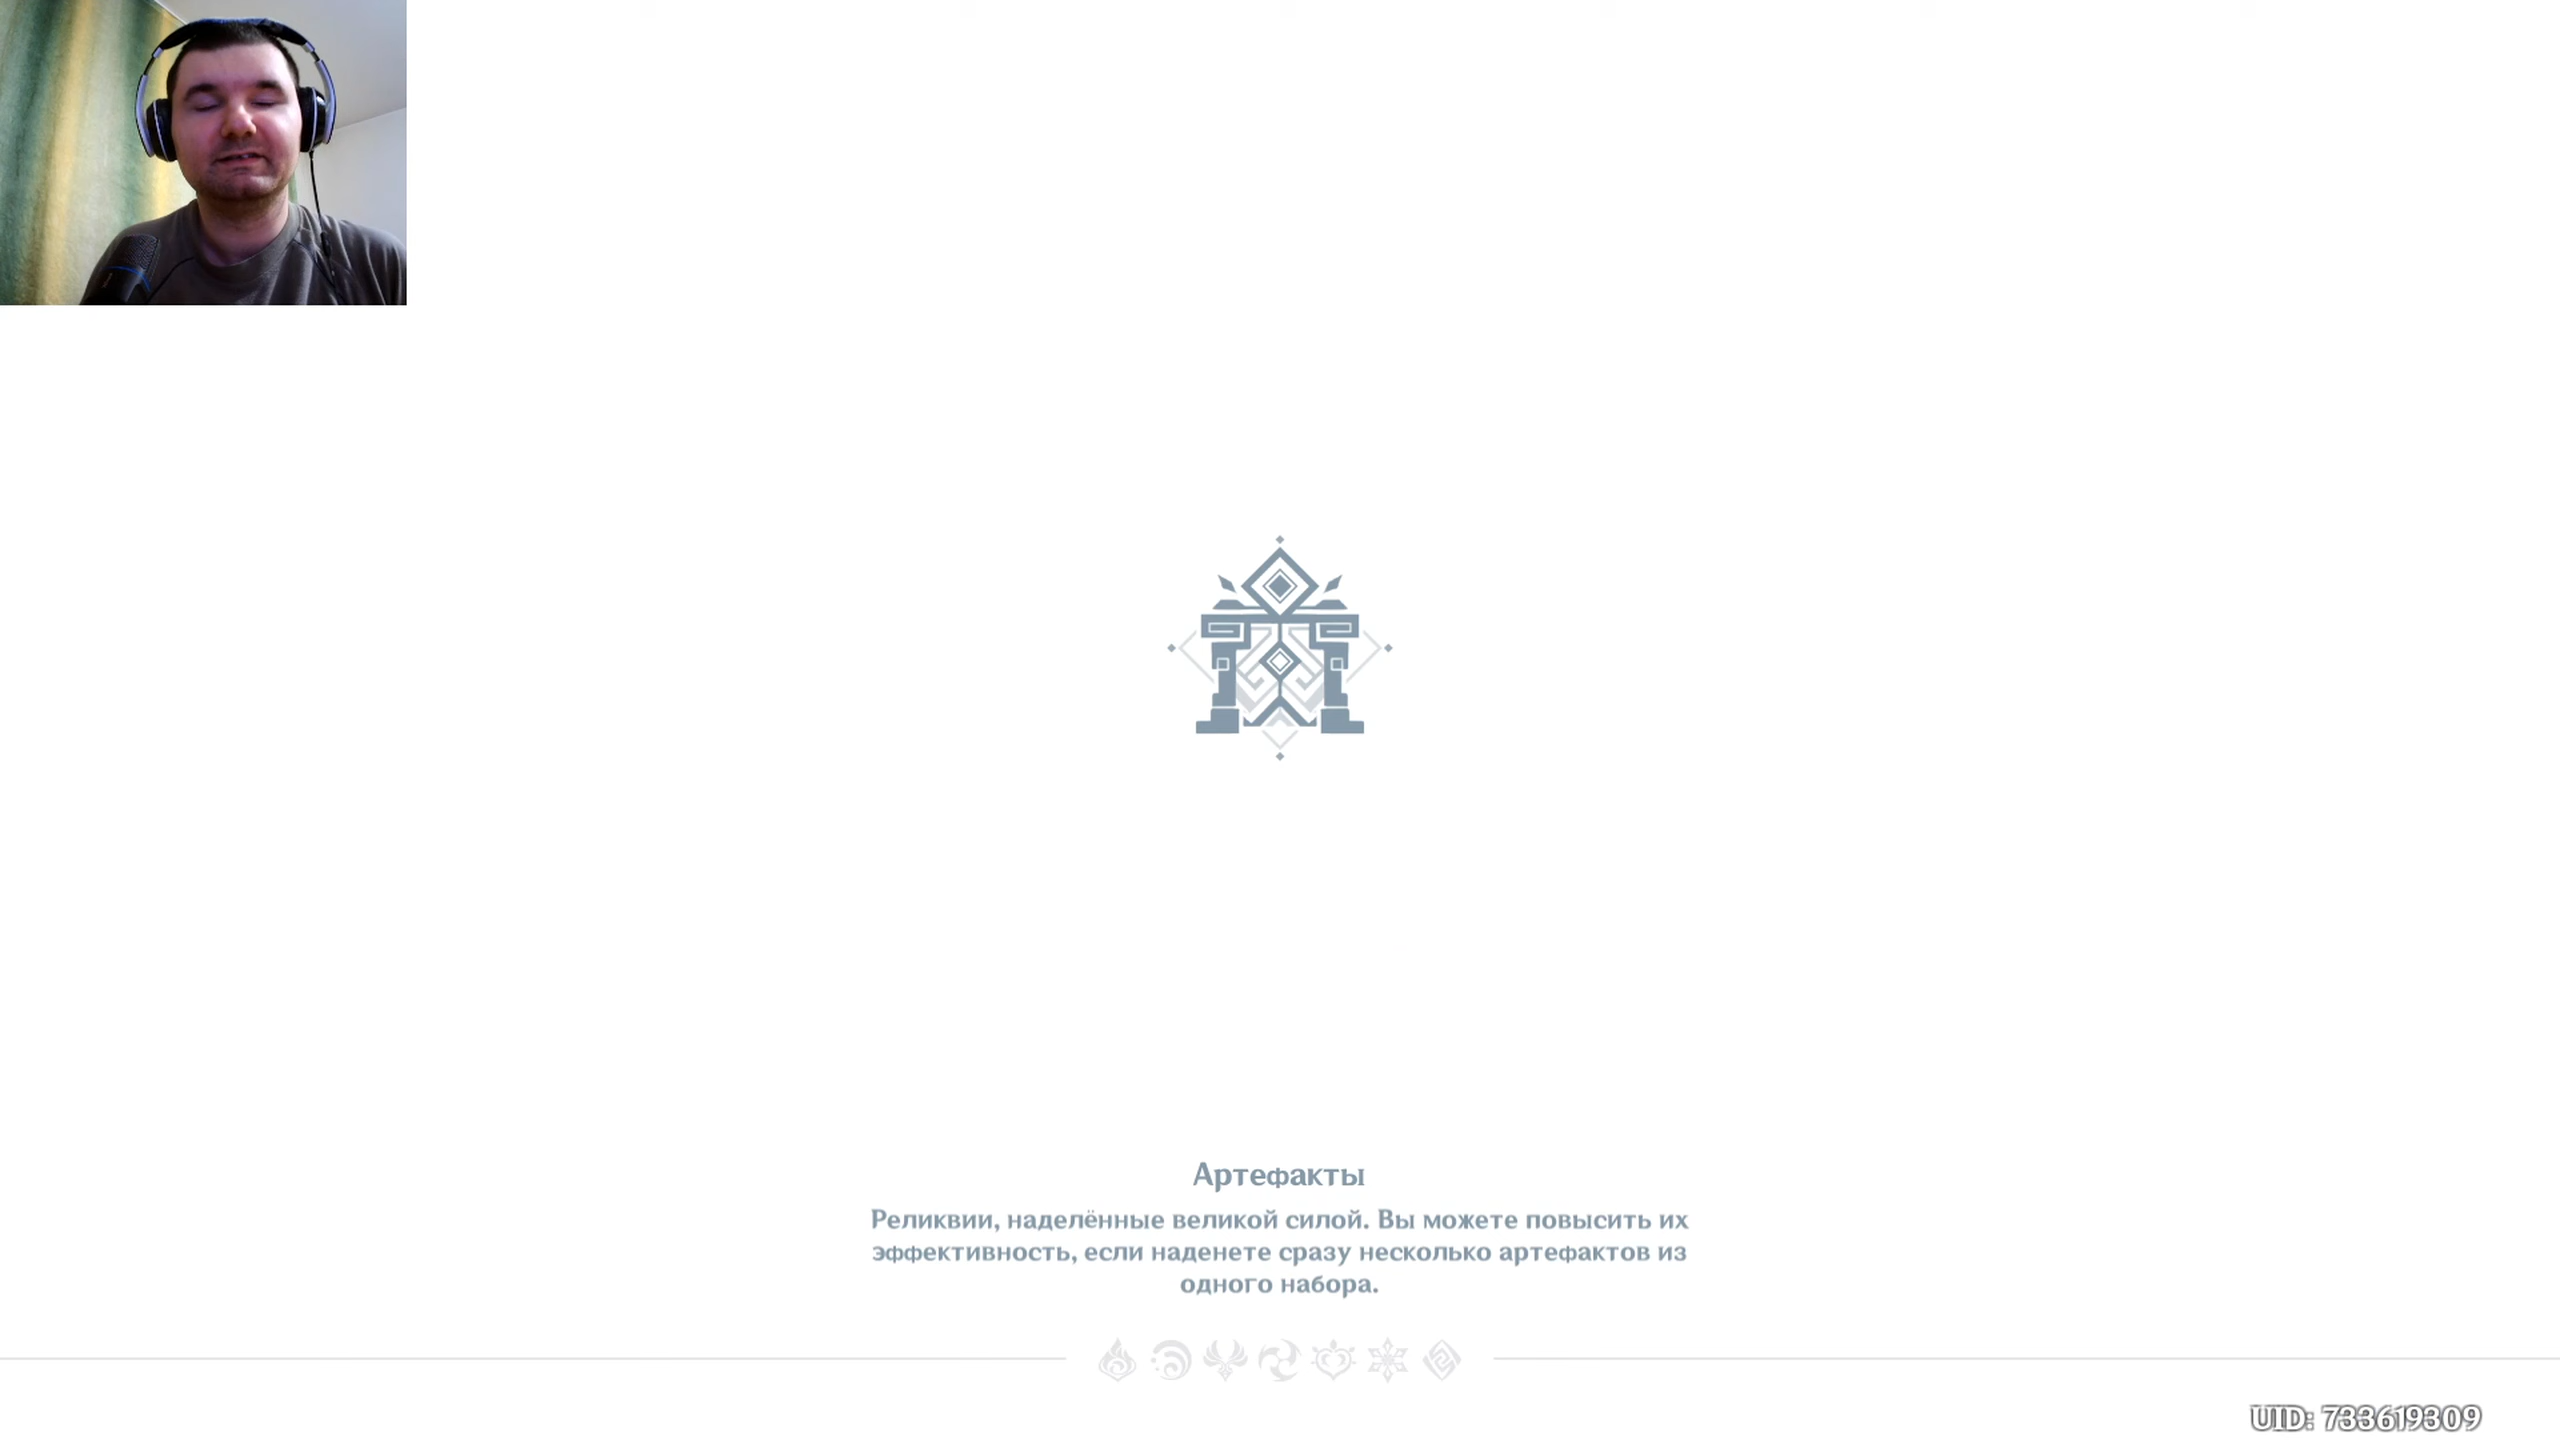 Артефакты
Реликвии, наделённые великой силой. Вы можете повысить их
эффективность, если наденете сразу несколько артефактов из
одного набора.
UID: 733619309